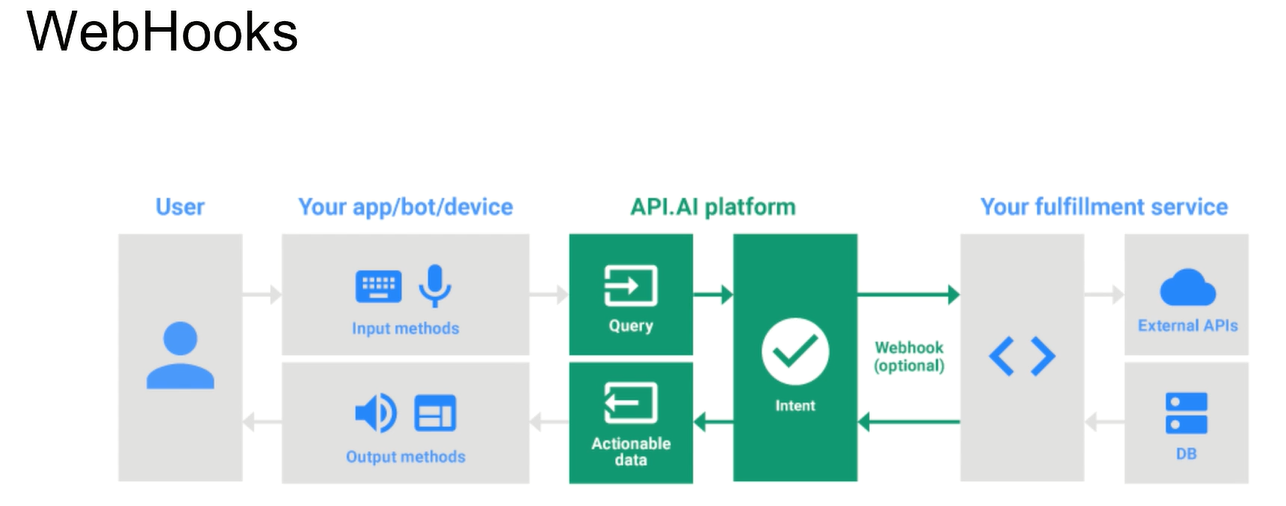 WebHooks
User
Your app/bot/device
API.AI platform
Your fulfillment service
Input methods
Query
External APIs
Webhook
(optional)
Intent
Output methods
Actionable
data
DB